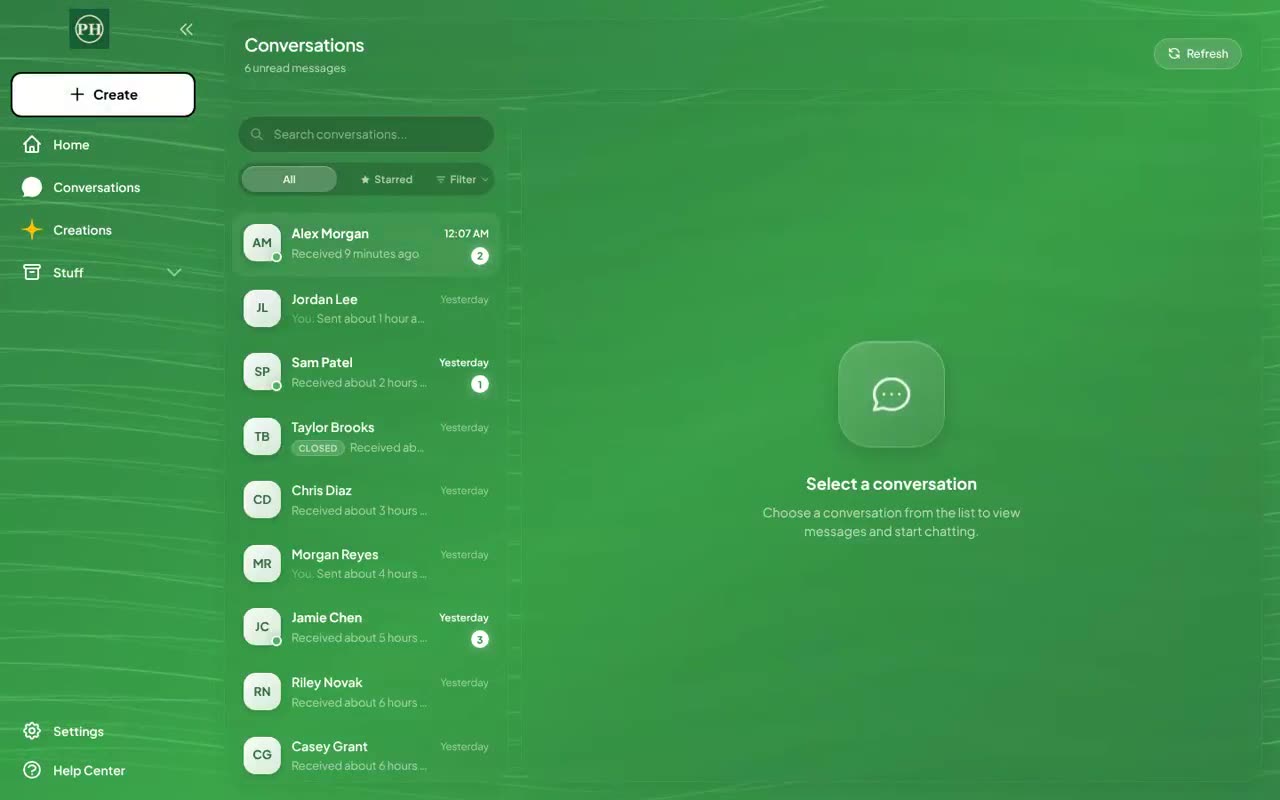 PH
Create
Home
Conversations
Creations
Stuff
Settings
Help Center
Conversations
6 unread messages
Refresh
Search conversations...
All
Starred
Filter
AM
Alex Morgan
12:07 AM
Received 9 minutes ago
2
JL
Jordan Lee
Yesterday
You: Sent about 1 hour a...
SP
Sam Patel
Yesterday
Received about 2 hours ...
1
TB
Taylor Brooks
Yesterday
CLOSED
Received ab...
CD
Chris Diaz
Yesterday
Received about 3 hours ...
MR
Morgan Reyes
Yesterday
You: Sent about 4 hours ...
JC
Jamie Chen
Yesterday
Received about 5 hours ...
3
RN
Riley Novak
Yesterday
Received about 6 hours ...
CG
Casey Grant
Yesterday
Received about 6 hours ...
Select a conversation
Choose a conversation from the list to view
messages and start chatting.